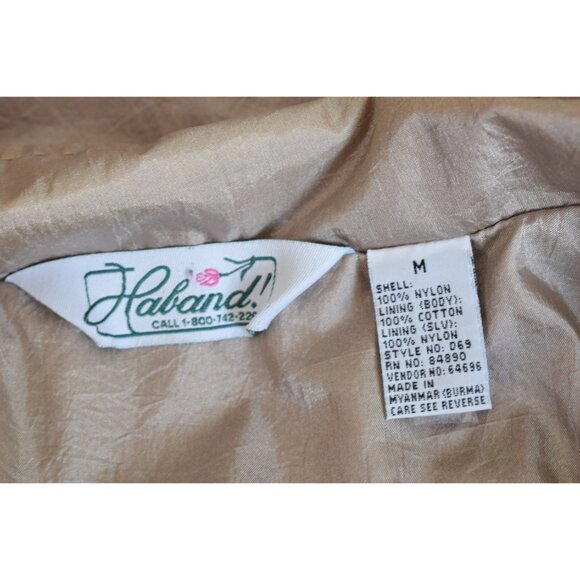 Haband!
CALL 1-800-742-226
M
SHELL:
100% NYLON
LINING (BODY):
100% COTTON
LINING (SLV):
100% NYLON
STYLE NO: D69
RN NO: 84890
VENDOR NO: 64696
MADE IN
MYANMAR (BURMA)
CARE SEE REVERSE